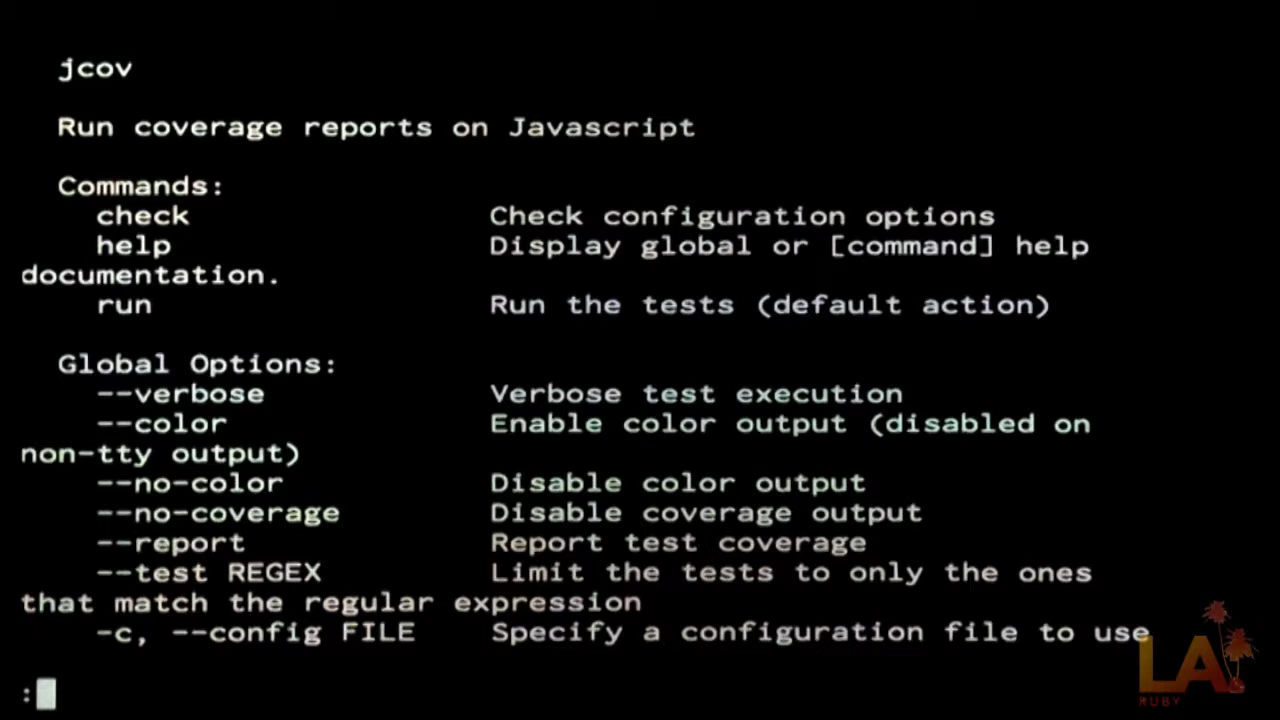 jcov
Run coverage reports on Javascript
Commands:
check Check configuration options
help Display global or [command] help
documentation.
run Run the tests (default action)
Global Options:
--verbose Verbose test execution
--color Enable color output (disabled on
non-tty output)
--no-color Disable color output
--no-coverage Disable coverage output
--report Report test coverage
--test REGEX Limit the tests to only the ones
that match the regular expression
-c, --config FILE Specify a configuration file to use
:
LA
RUBY